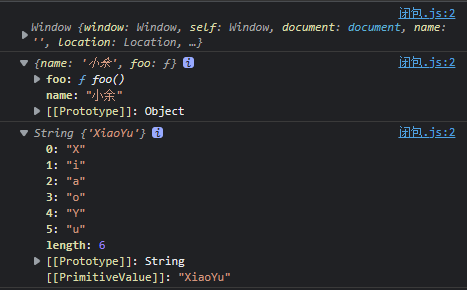 Window {window: Window, self: Window, document: document, name: 闭包.js:2
'', location: Location, …}
{name: '小余', foo: ƒ} i 闭包.js:2
foo: ƒ foo()
name: "小余"
[[Prototype]]: Object
String {'XiaoYu'} i 闭包.js:2
0: "X"
1: "i"
2: "a"
3: "o"
4: "Y"
5: "u"
length: 6
[[Prototype]]: String
[[PrimitiveValue]]: "XiaoYu"